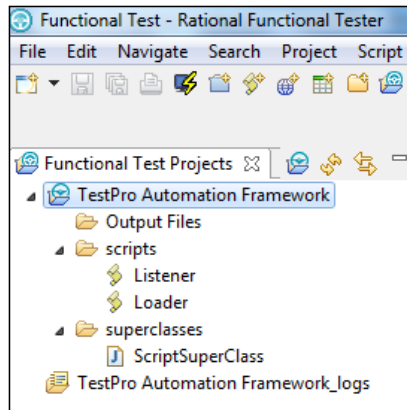 Functional Test - Rational Functional Tester
File Edit Navigate Search Project Script
Functional Test Projects
TestPro Automation Framework
Output Files
scripts
Listener
Loader
superclasses
ScriptSuperClass
TestPro Automation Framework_logs